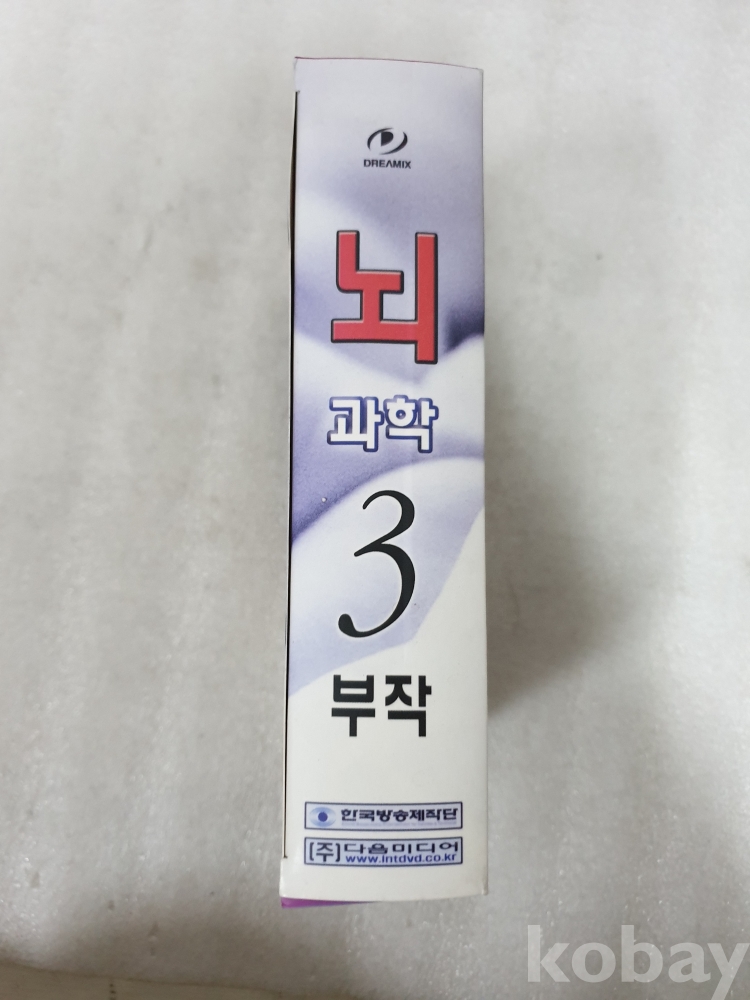 DREAMIX
뇌
과학
3
부작
한국방송제작단
[주]다음미디어
www.intdvd.co.kr
kobay